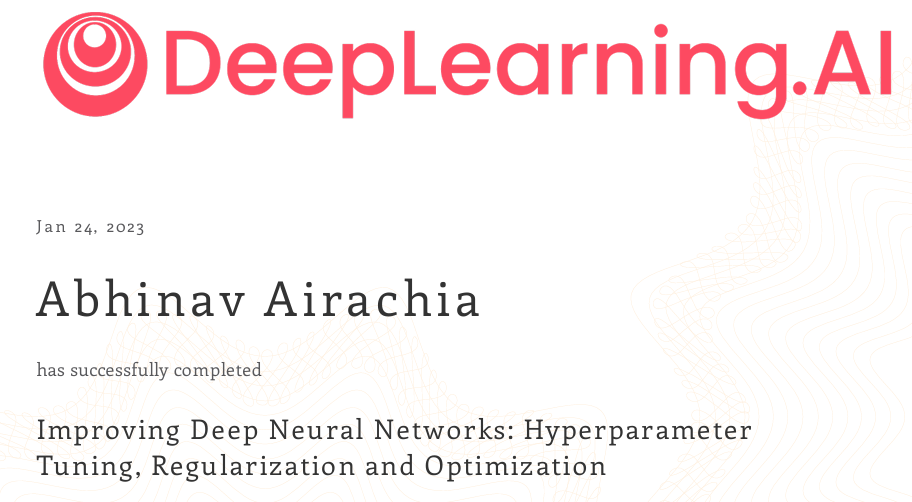 DeepLearning.AI
Jan 24, 2023
Abhinav Airachia
has successfully completed
Improving Deep Neural Networks: Hyperparameter
Tuning, Regularization and Optimization